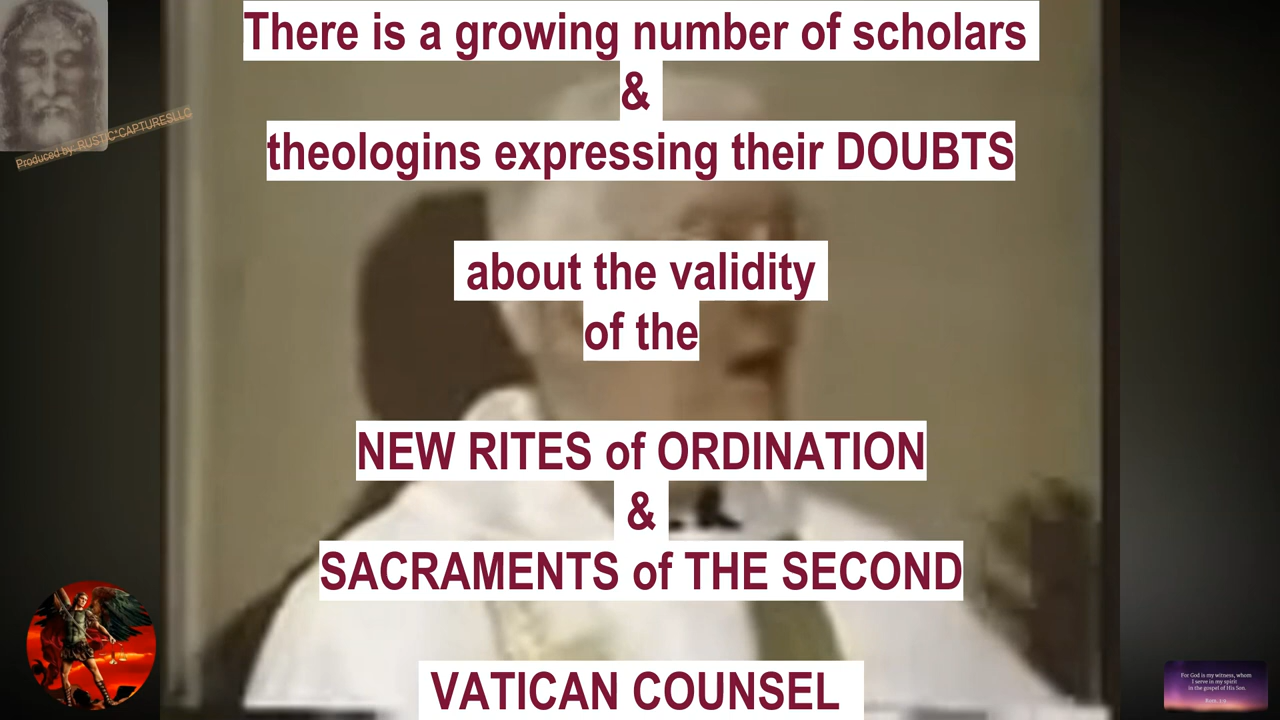 There is a growing number of scholars
&
theologins expressing their DOUBTS
about the validity
of the
NEW RITES of ORDINATION
&
SACRAMENTS of THE SECOND
VATICAN COUNSEL
Produced by: RUSTIC*CAPTURESLLC
For God is my witness, whom
I serve in my spirit
in the gospel of His Son.